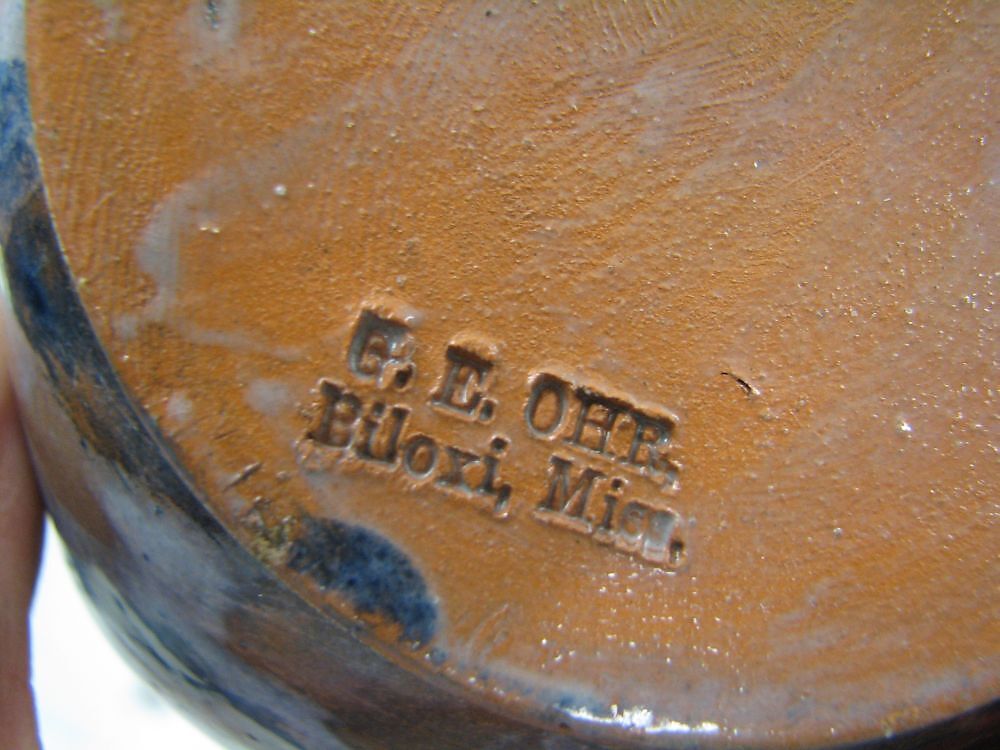 G. E. OHR,
Biloxi, Miss.